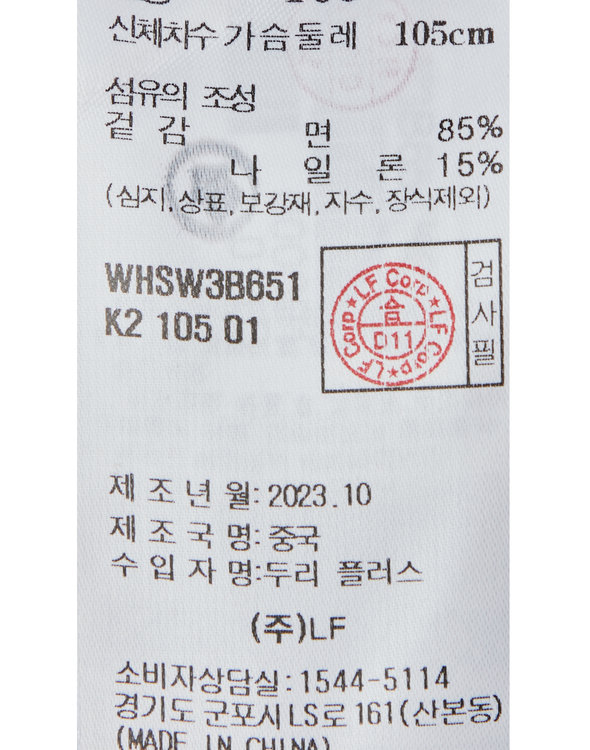 신체치수 가슴둘레 105cm
섬유의 조성
겉감 면 85%
나일론 15%
(심지, 상표, 보강재, 자수, 장식제외)
WHSW3B651
K2 105 01
LF Corp ★ LF Corp ★ LF Corp ★
合
D11
검사필
제조년월: 2023.10
제조국명: 중국
수입자명:두리 플러스
(주)LF
소비자상담실:1544-5114
경기도 군포시 LS로 161(산본동)
(MADE IN CHINA)